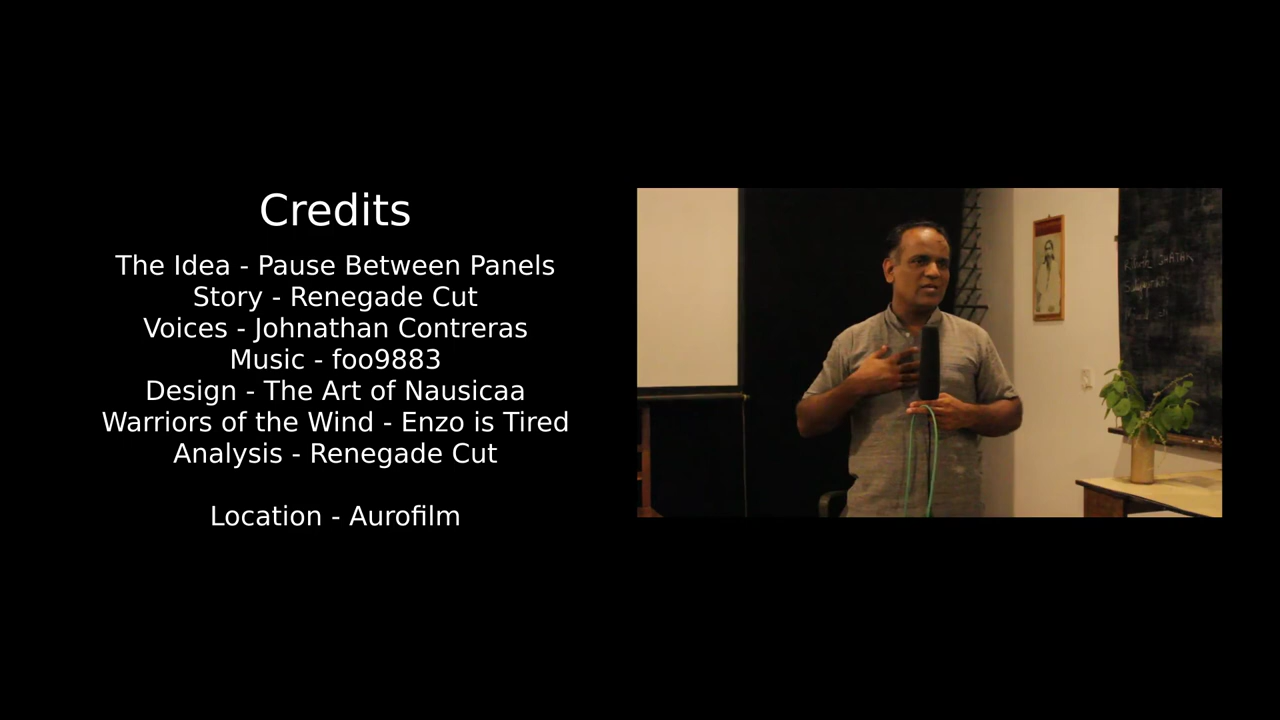 Credits
The Idea - Pause Between Panels
Story - Renegade Cut
Voices - Johnathan Contreras
Music - foo9883
Design - The Art of Nausicaa
Warriors of the Wind - Enzo is Tired
Analysis - Renegade Cut
Location - Aurofilm